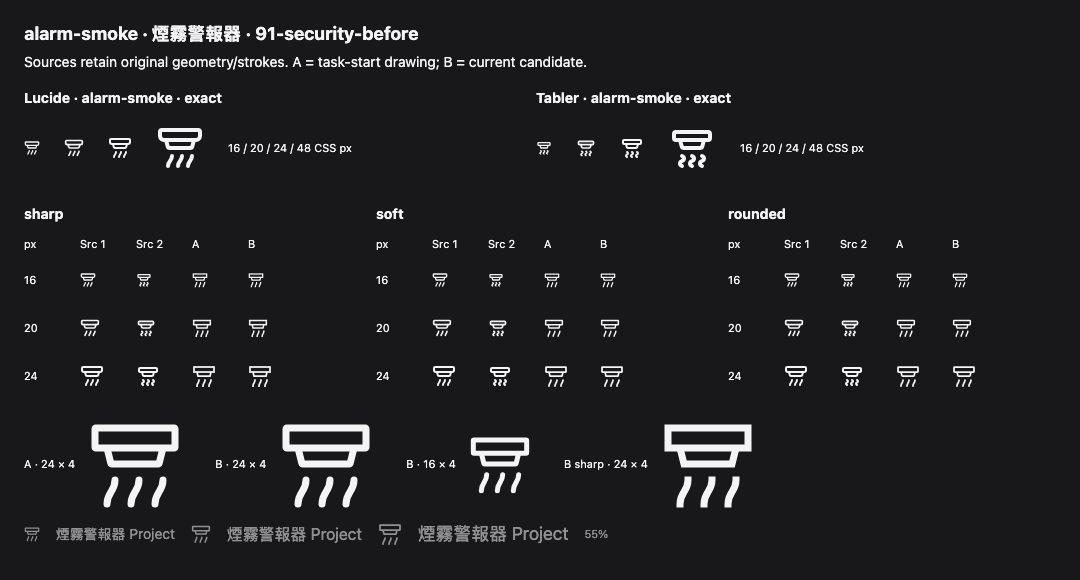 alarm-smoke · 煙霧警報器 · 91-security-before
Sources retain original geometry/strokes. A = task-start drawing; B = current candidate.
Lucide · alarm-smoke · exact
Tabler · alarm-smoke · exact
16 / 20 / 24 / 48 CSS px
16 / 20 / 24 / 48 CSS px
sharp
soft
rounded
px Src 1 Src 2 A B
px Src 1 Src 2 A B
px Src 1 Src 2 A B
16
16
16
20
20
20
24
24
24
A · 24 × 4
B · 24 × 4
B · 16 × 4
B sharp · 24 × 4
煙霧警報器 Project
煙霧警報器 Project
煙霧警報器 Project
55%